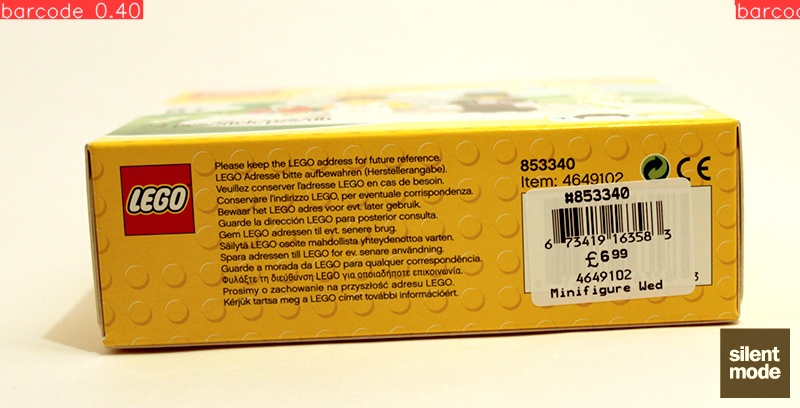 barcode 0.40
LEGO
Please keep the LEGO address for future reference.
LEGO Adresse bitte aufbewahren (Herstellerangabe).
Veuillez conserver l'adresse LEGO en cas de besoin.
Conservare l'indirizzo LEGO, per eventuale corrispondenza.
Bewaar het LEGO adres voor evt. later gebruik.
Guarde la dirección LEGO para posterior consulta.
Gem LEGO adressen til evt. senere brug.
Säilytä LEGO osoite mahdollista yhteydenottoa varten.
Spara adressen till LEGO for ev. senare användning.
Guarde a morada da LEGO para qualquer correspondência.
Φυλάξτε τη διεύθυνση LEGO για οποιαδήποτε επικοινωνία.
Prosimy o zachowanie na przyszłość adresu LEGO.
Kérjük tartsa meg a LEGO címet további információért.
853340
Item: 4649102
CE
#853340
6 73419 16358 3
£6.99
4649102
Minifigure Wed
3
silent
mode